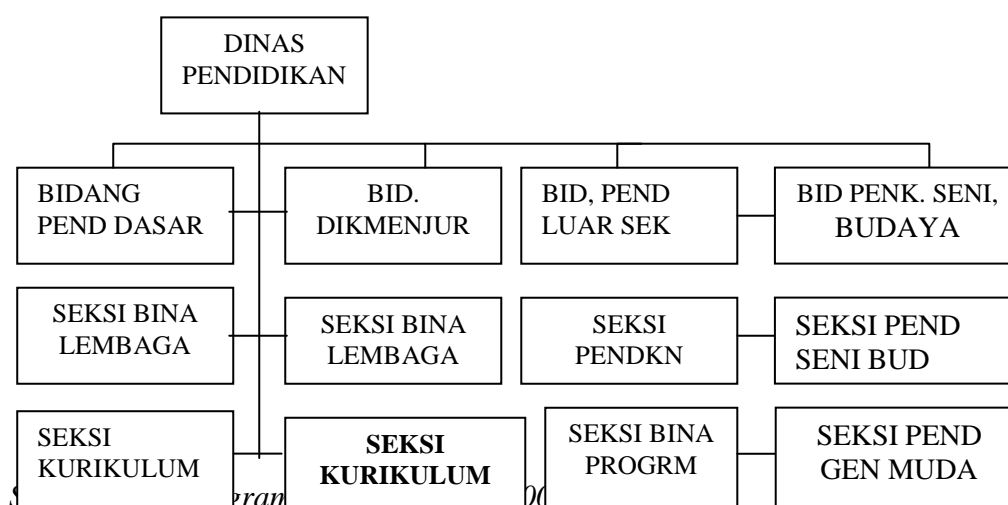 DINAS
PENDIDIKAN
BIDANG
PEND DASAR
BID.
DIKMENJUR
BID, PEND
LUAR SEK
BID PENK. SENI,
BUDAYA
SEKSI BINA
LEMBAGA
SEKSI BINA
LEMBAGA
SEKSI
PENDKN
SEKSI PEND
SENI BUD
SEKSI
KURIKULUM
SEKSI
KURIKULUM
SEKSI BINA
PROGRM
SEKSI PEND
GEN MUDA